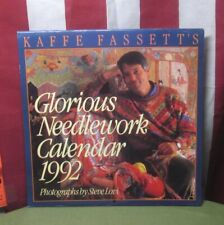 KAFFE FASSETT'S
Glorious
Needlework
Calendar
1992
Photographs by Steve Lovi